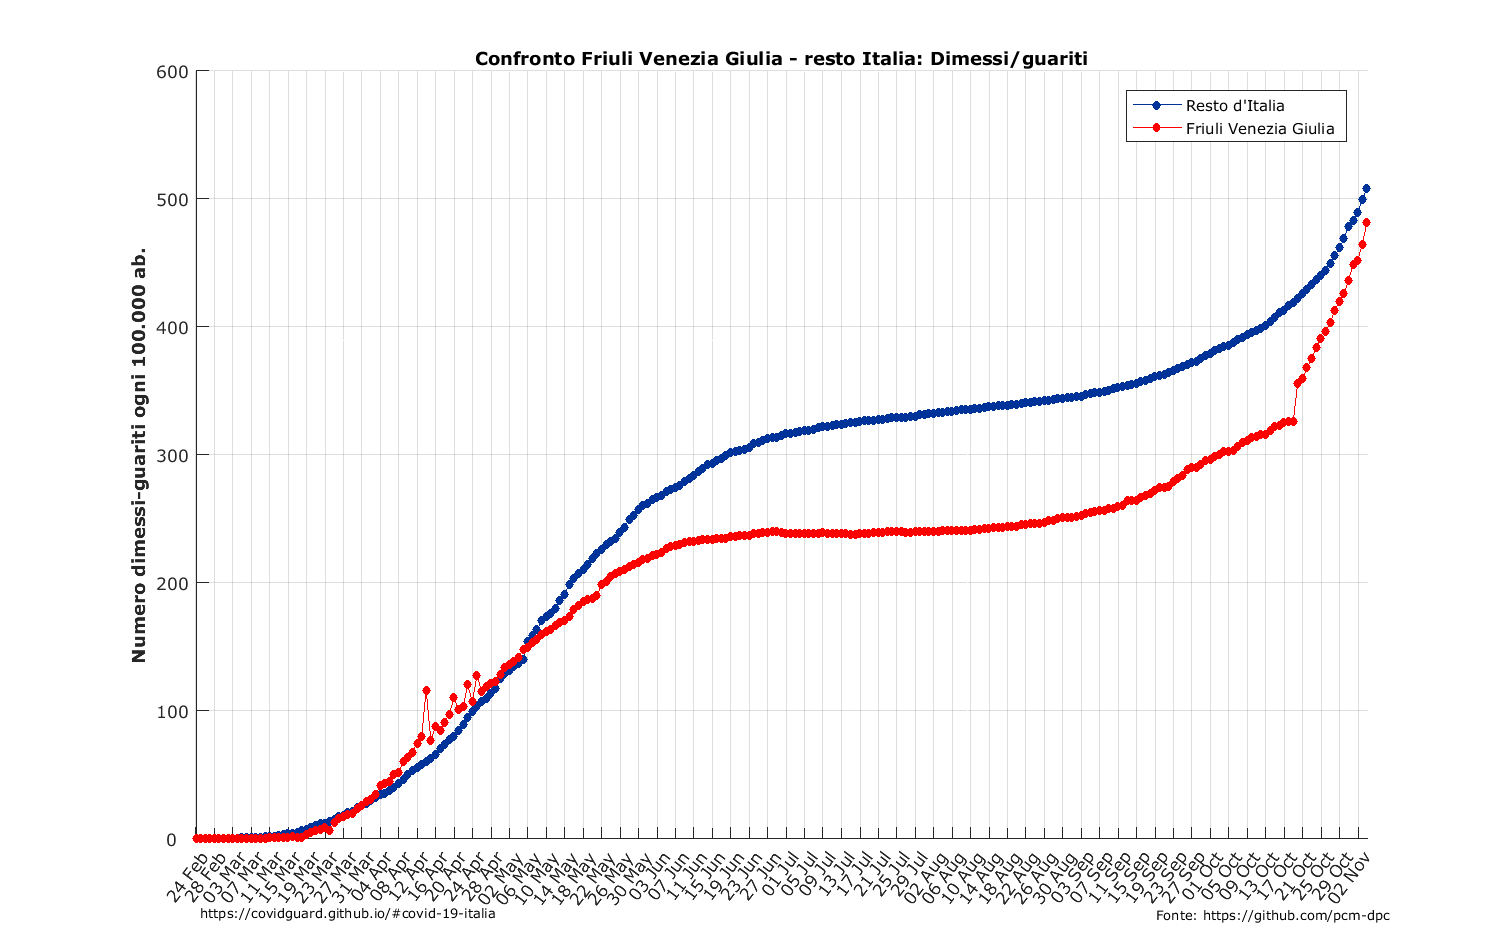 Confronto Friuli Venezia Giulia - resto Italia: Dimessi/guariti
Resto d'Italia
Friuli Venezia Giulia
Numero dimessi-guariti ogni 100.000 ab.
600
500
400
300
200
100
0
24 Feb
28 Feb
03 Mar
07 Mar
11 Mar
15 Mar
19 Mar
23 Mar
27 Mar
31 Mar
04 Apr
08 Apr
12 Apr
16 Apr
20 Apr
24 Apr
28 Apr
02 May
06 May
10 May
14 May
18 May
22 May
26 May
30 May
03 Jun
07 Jun
11 Jun
15 Jun
19 Jun
23 Jun
27 Jun
01 Jul
05 Jul
09 Jul
13 Jul
17 Jul
21 Jul
25 Jul
29 Jul
02 Aug
06 Aug
10 Aug
14 Aug
18 Aug
22 Aug
26 Aug
30 Aug
03 Sep
07 Sep
11 Sep
15 Sep
19 Sep
23 Sep
27 Sep
01 Oct
05 Oct
09 Oct
13 Oct
17 Oct
21 Oct
25 Oct
29 Oct
02 Nov
https://covidguard.github.io/#covid-19-italia
Fonte: https://github.com/pcm-dpc